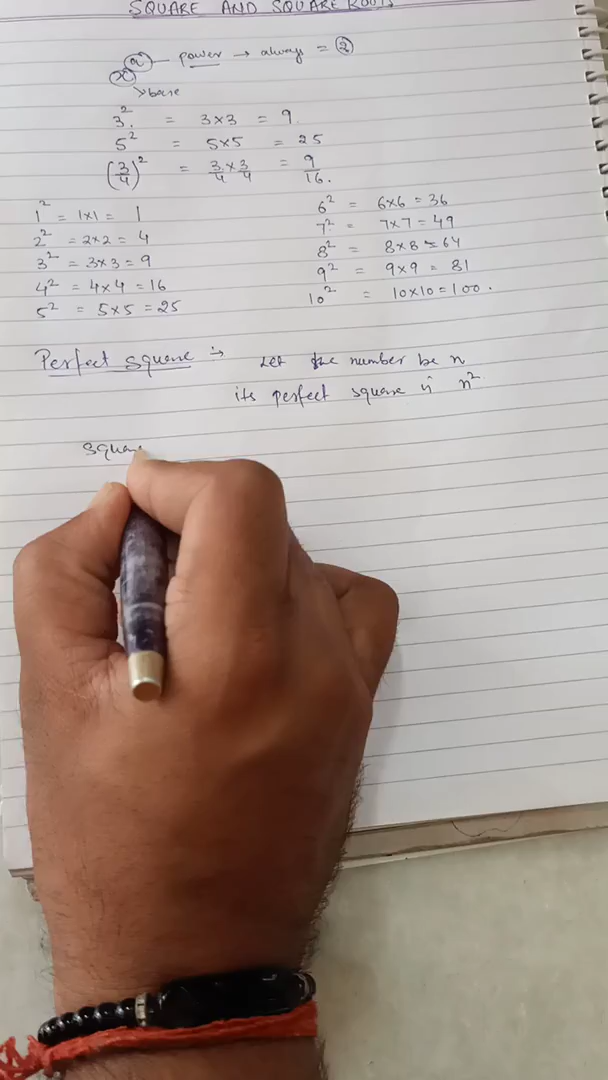 SQUARE AND SQUARE ROOTS
power → always = ②
> base
3² = 3×3 = 9
5² = 5×5 = 25
(3/4)² = 3/4 × 3/4 = 9/16.
1² = 1×1 = 1
2² = 2×2 = 4
3² = 3×3 = 9
4² = 4×4 = 16
5² = 5×5 = 25
6² = 6×6 = 36
7² = 7×7 = 49
8² = 8×8 = 64
9² = 9×9 = 81
10² = 10×10 = 100.
Perfect square :→ Let the number be n
its perfect square is n²
Square